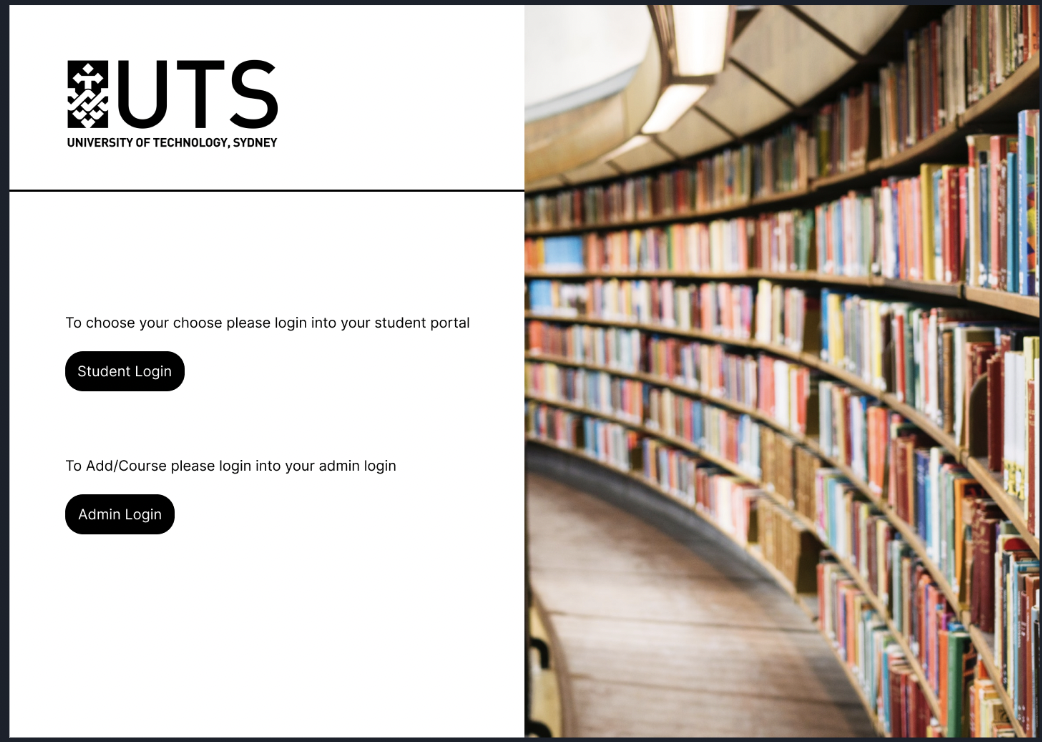 UTS
UNIVERSITY OF TECHNOLOGY, SYDNEY
To choose your choose please login into your student portal
Student Login
To Add/Course please login into your admin login
Admin Login